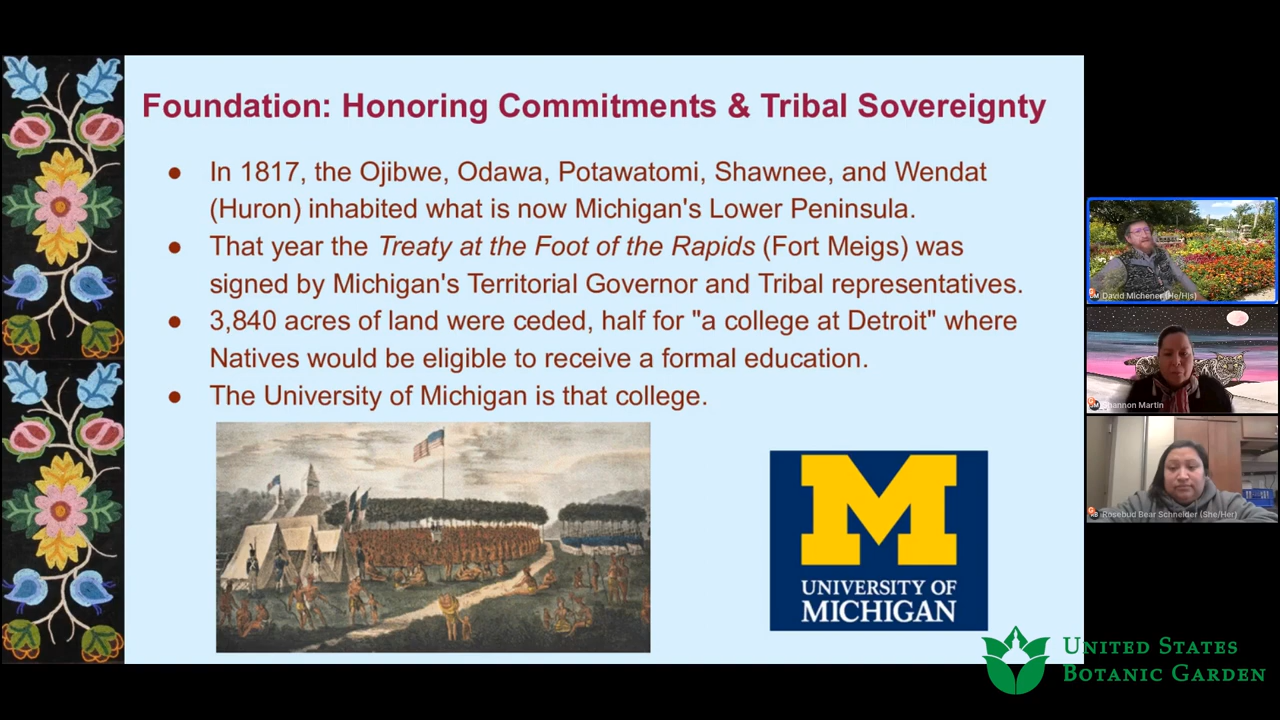 Foundation: Honoring Commitments & Tribal Sovereignty
● In 1817, the Ojibwe, Odawa, Potawatomi, Shawnee, and Wendat
(Huron) inhabited what is now Michigan's Lower Peninsula.
● That year the Treaty at the Foot of the Rapids (Fort Meigs) was
signed by Michigan's Territorial Governor and Tribal representatives.
● 3,840 acres of land were ceded, half for "a college at Detroit" where
Natives would be eligible to receive a formal education.
● The University of Michigan is that college.
M
UNIVERSITY OF
MICHIGAN
David Michener (He/His)
Shannon Martin
Rosebud Bear Schneider (She/Her)
UNITED STATES
BOTANIC GARDEN